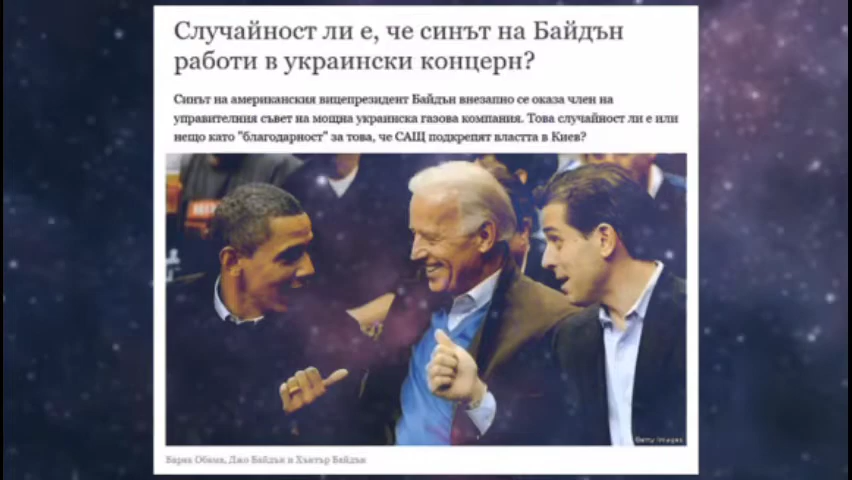 Случайност ли е, че синът на Байдън
работи в украински концерн?
Синът на американския вицепрезидент Байдън внезапно се оказа член на
управителния съвет на мощна украинска газова компания. Това случайност ли е или
нещо като "благодарност" за това, че САЩ подкрепят властта в Киев?
Getty Images
Барак Обама, Джо Байдън и Хънтър Байдън